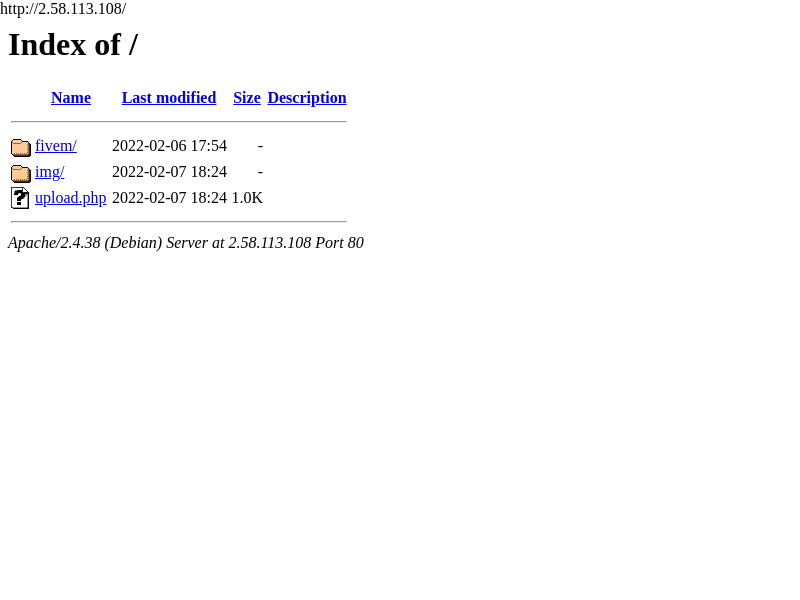 http://2.58.113.108/
Index of /
Name Last modified Size Description
fivem/ 2022-02-06 17:54 -
img/ 2022-02-07 18:24 -
upload.php 2022-02-07 18:24 1.0K
Apache/2.4.38 (Debian) Server at 2.58.113.108 Port 80